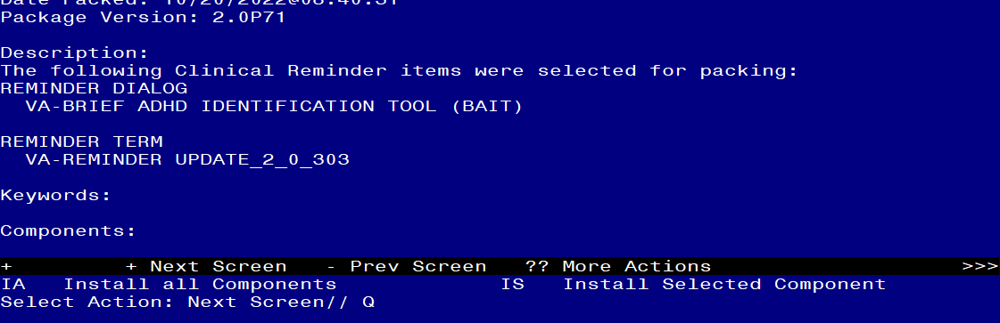 Date Packed: 10/20/2022@08:40:51
Package Version: 2.0P71
Description:
The following Clinical Reminder items were selected for packing:
REMINDER DIALOG
VA-BRIEF ADHD IDENTIFICATION TOOL (BAIT)
REMINDER TERM
VA-REMINDER UPDATE_2_0_303
Keywords:
Components:
+ + Next Screen - Prev Screen ?? More Actions >>>
IA Install all Components IS Install Selected Component
Select Action: Next Screen// Q